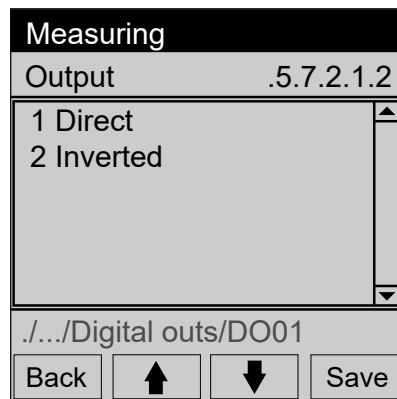 Measuring
Output .5.7.2.1.2
1 Direct
2 Inverted
./.../Digital outs/DO01
Back Save